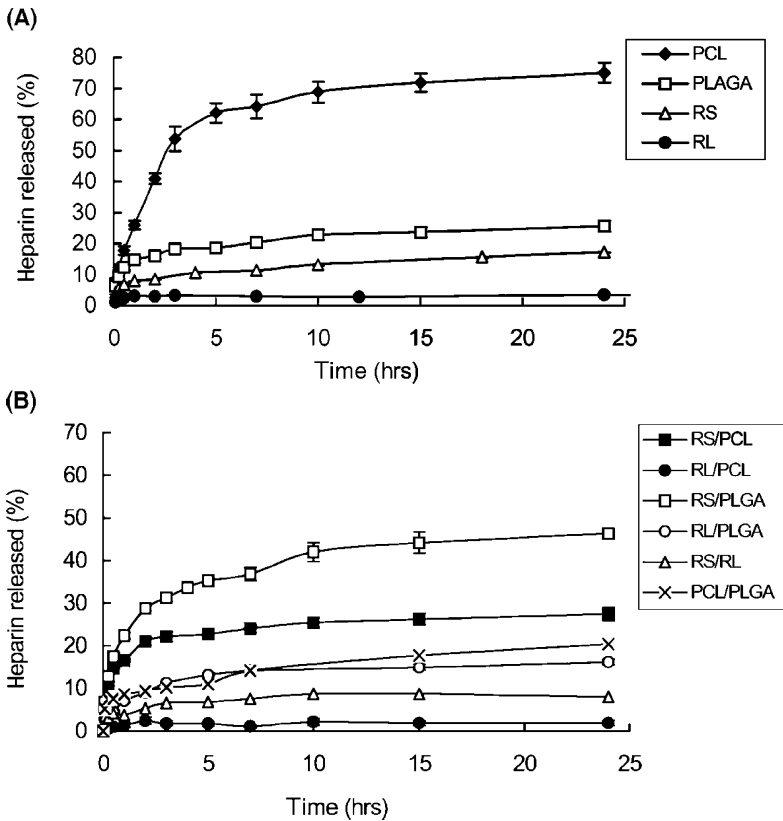 (A)
Heparin released (%)
80
70
60
50
40
30
20
10
0
0 5 10 15 20 25
Time (hrs)
PCL
PLAGA
RS
RL
(B)
Heparin released (%)
70
60
50
40
30
20
10
0
0 5 10 15 20 25
Time (hrs)
RS/PCL
RL/PCL
RS/PLGA
RL/PLGA
RS/RL
PCL/PLGA